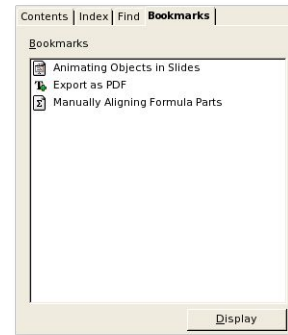 Contents Index Find Bookmarks
Bookmarks
Animating Objects in Slides
Export as PDF
Manually Aligning Formula Parts
Display